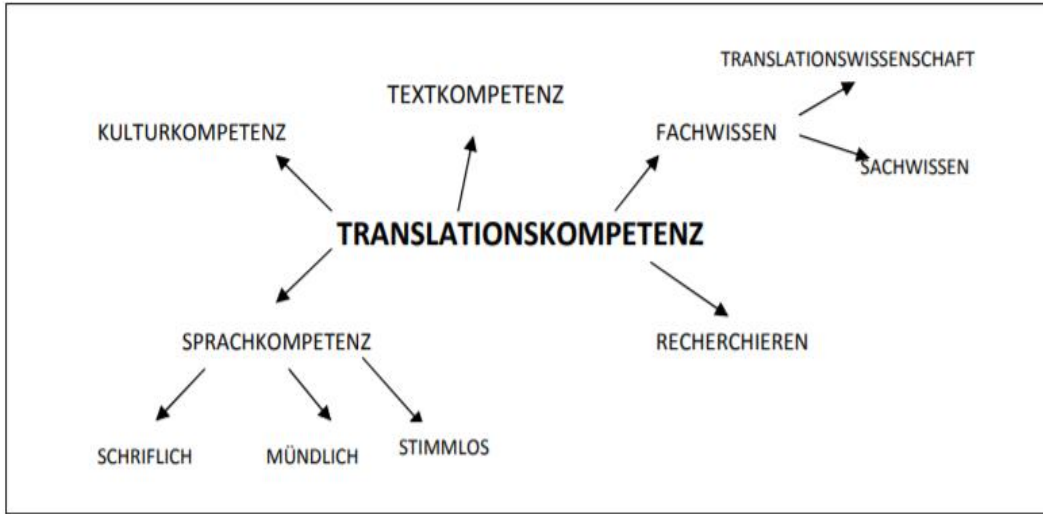 TRANSLATIONSWISSENSCHAFT
TEXTKOMPETENZ
KULTURKOMPETENZ
FACHWISSEN
SACHWISSEN
TRANSLATIONSKOMPETENZ
SPRACHKOMPETENZ
RECHERCHIEREN
SCHRIFLICH
MÜNDLICH
STIMMLOS